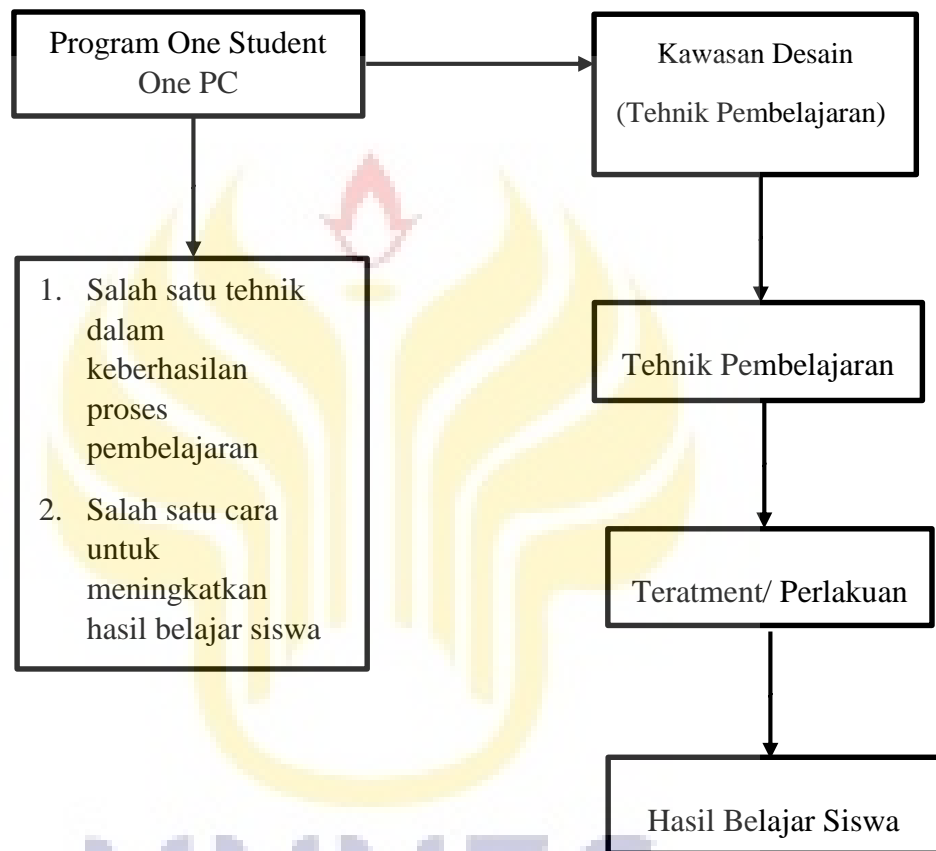 Program One Student
One PC
Kawasan Desain
(Tehnik Pembelajaran)
1. Salah satu tehnik
dalam
keberhasilan
proses
pembelajaran
2. Salah satu cara
untuk
meningkatkan
hasil belajar siswa
Tehnik Pembelajaran
Teratment/ Perlakuan
Hasil Belajar Siswa